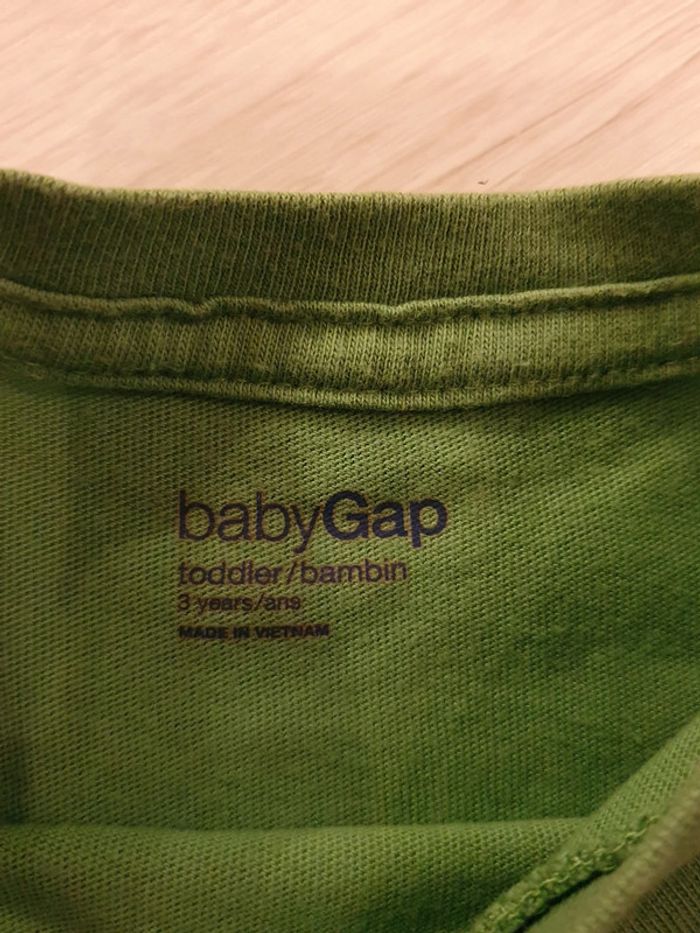 babyGap
toddler/bambin
3 years/ans
MADE IN VIETNAM